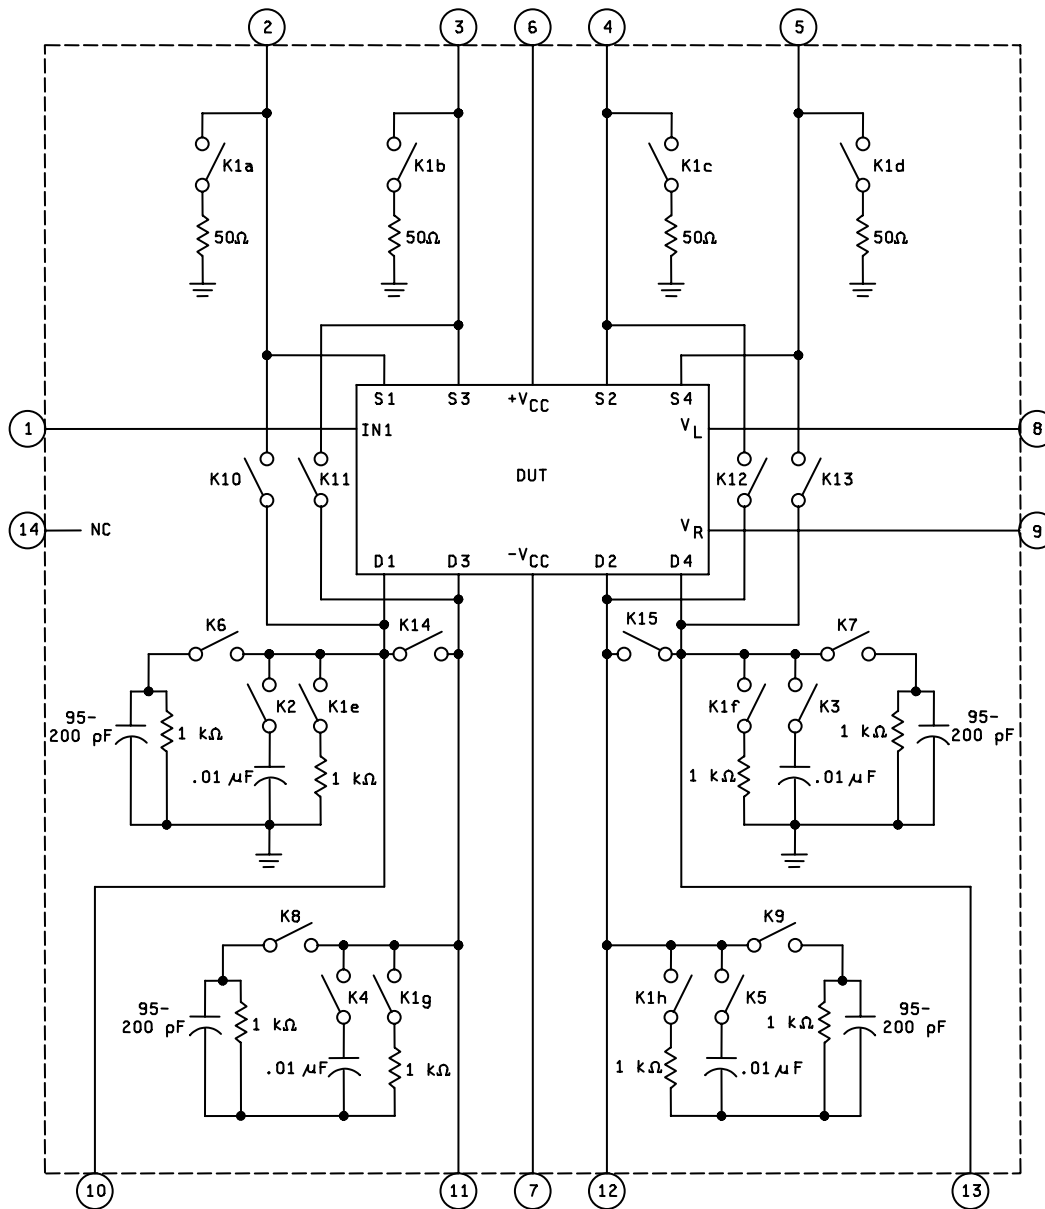 2 3 6 4 5
K1a K1b K1c K1d
50Ω 50Ω 50Ω 50Ω
S1 S3 +VCC S2 S4
1 IN1 VL 8
K10 K11 DUT K12 K13
14 NC VR 9
D1 D3 -VCC D2 D4
K6 K14 K15 K7
K2 K1e K1f K3
95- 200 pF 1 kΩ 1 kΩ 95- 200 pF
.01 μF 1 kΩ 1 kΩ .01 μF
K8 K9
K4 K1g K1h K5
95- 200 pF 1 kΩ 1 kΩ 95- 200 pF
.01 μF 1 kΩ 1 kΩ .01 μF
10 11 7 12 13